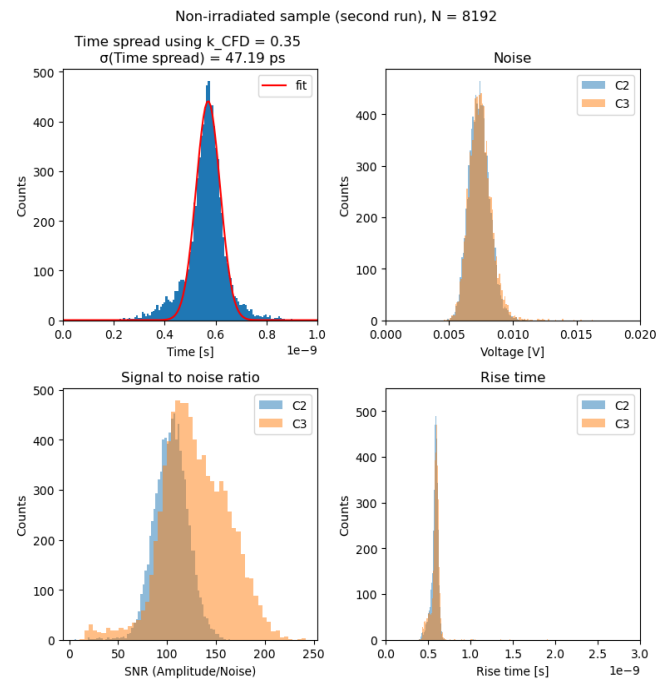 Non-irradiated sample (second run), N = 8192
Time spread using k_CFD = 0.35
σ(Time spread) = 47.19 ps
500
400
300
200
100
0
Counts
fit
0.0 0.2 0.4 0.6 0.8 1.0
Time [s]
1e−9
Noise
400
300
200
100
0
Counts
C2
C3
0.000 0.005 0.010 0.015 0.020
Voltage [V]
Signal to noise ratio
500
400
300
200
100
0
Counts
C2
C3
0 50 100 150 200 250
SNR (Amplitude/Noise)
Rise time
500
400
300
200
100
0
Counts
C2
C3
0.0 0.5 1.0 1.5 2.0 2.5 3.0
Rise time [s]
1e−9